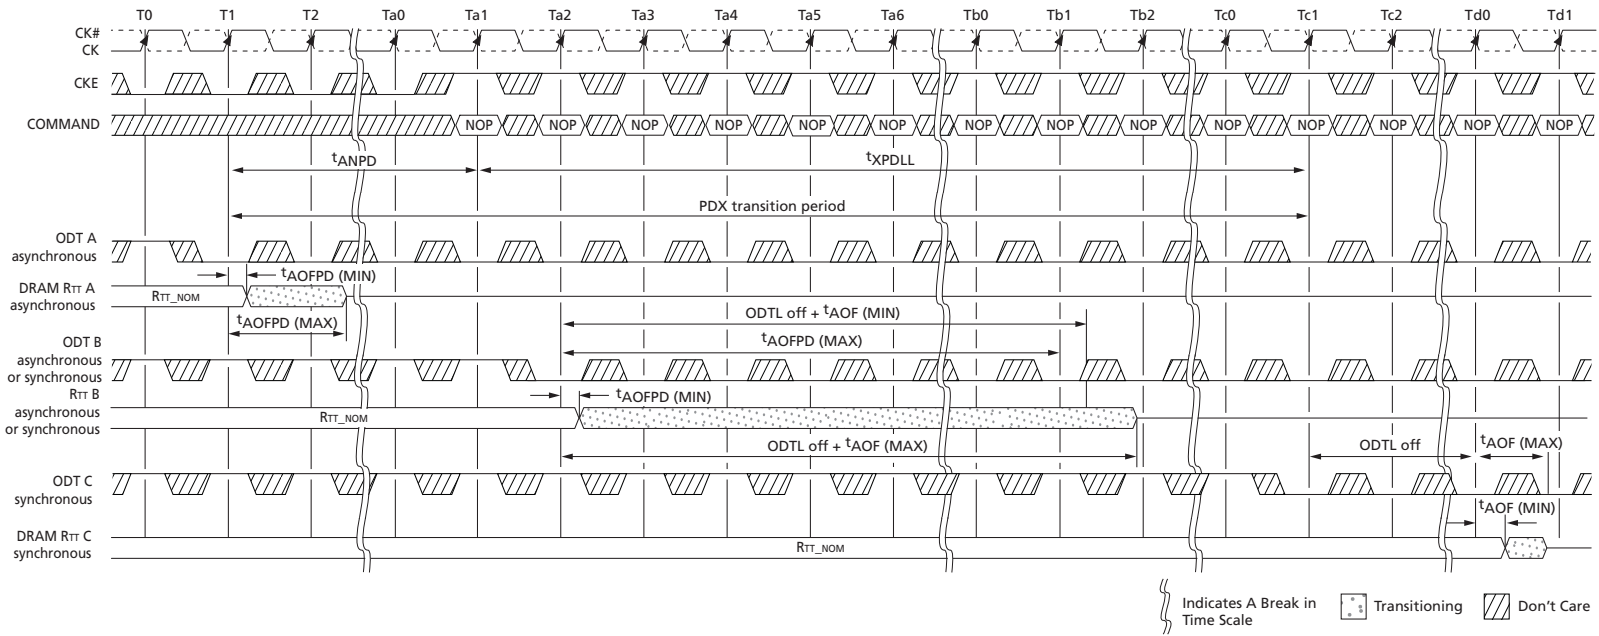 T0 T1 T2 Ta0 Ta1 Ta2 Ta3 Ta4 Ta5 Ta6 Tb0 Tb1 Tb2 Tc0 Tc1 Tc2 Td0 Td1
CK#
CK
CKE
COMMAND NOP NOP NOP NOP NOP NOP NOP NOP NOP NOP NOP NOP NOP NOP
tANPD tXPDLL
PDX transition period
ODT A
asynchronous
tAOFPD (MIN)
DRAM RTT A
asynchronous
RTT_NOM
tAOFPD (MAX)
ODTL off + tAOF (MIN)
tAOFPD (MAX)
ODT B
asynchronous
or synchronous
tAOFPD (MIN)
RTT B
asynchronous
or synchronous
RTT_NOM
ODTL off + tAOF (MAX) ODTL off tAOF (MAX)
ODT C
synchronous
tAOF (MIN)
DRAM RTT C
synchronous
RTT_NOM
Indicates A Break in
Time Scale
Transitioning
Don't Care